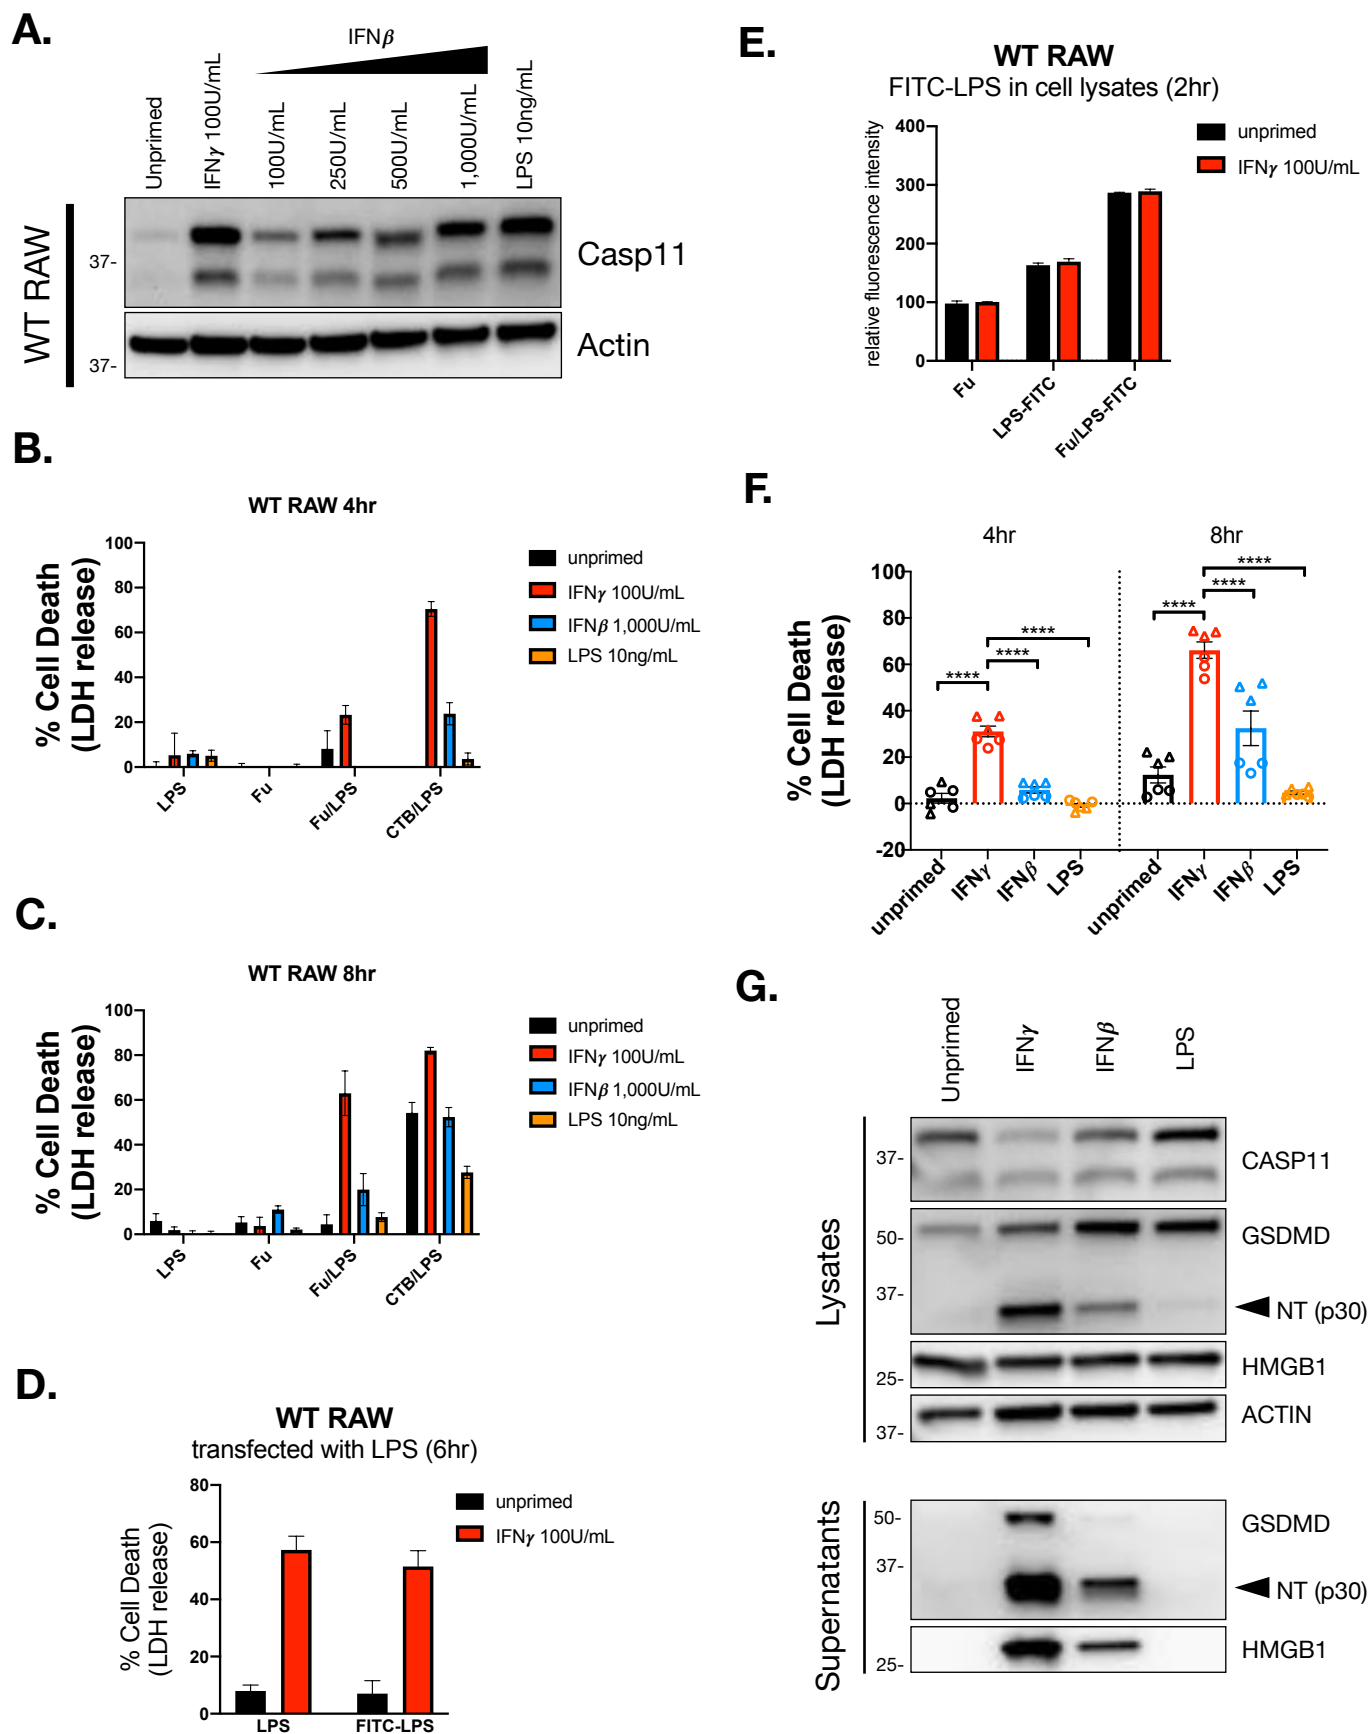 A.
IFNβ
Unprimed
IFNγ 100U/mL
100U/mL
250U/mL
500U/mL
1,000U/mL
LPS 10ng/mL
WT RAW
37-
Casp11
37-
Actin
B.
WT RAW 4hr
% Cell Death
(LDH release)
100
80
60
40
20
0
LPS
Fu
Fu/LPS
CTB/LPS
unprimed
IFNγ 100U/mL
IFNβ 1,000U/mL
LPS 10ng/mL
C.
WT RAW 8hr
% Cell Death
(LDH release)
100
80
60
40
20
0
LPS
Fu
Fu/LPS
CTB/LPS
unprimed
IFNγ 100U/mL
IFNβ 1,000U/mL
LPS 10ng/mL
D.
WT RAW
transfected with LPS (6hr)
% Cell Death
(LDH release)
80
60
40
20
0
LPS
FITC-LPS
unprimed
IFNγ 100U/mL
E.
WT RAW
FITC-LPS in cell lysates (2hr)
relative fluorescence intensity
400
300
200
100
0
Fu
LPS-FITC
Fu/LPS-FITC
unprimed
IFNγ 100U/mL
F.
4hr
8hr
% Cell Death
(LDH release)
100
80
60
40
20
0
-20
****
****
****
****
****
****
unprimed
IFNγ
IFNβ
LPS
unprimed
IFNγ
IFNβ
LPS
G.
Unprimed
IFNγ
IFNβ
LPS
Lysates
37-
CASP11
50-
GSDMD
37-
NT (p30)
25-
HMGB1
37-
ACTIN
Supernatants
50-
GSDMD
37-
NT (p30)
25-
HMGB1